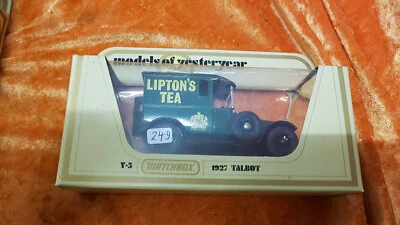 models of yesteryear
LIPTON'S
TEA
249
Y-5 MATCHBOX 1927 TALBOT